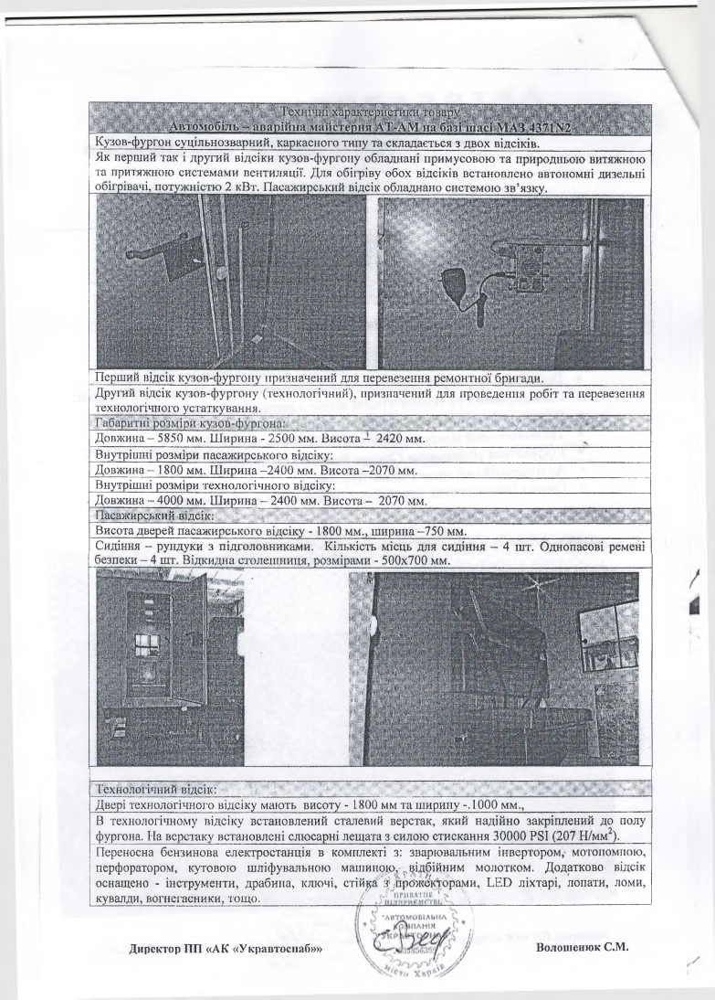 Технічні характеристики товару
Автомобіль – аварійна майстерня АТ-АМ на базі шасі МАЗ 4371N2
Кузов-фургон суцільнозварний, каркасного типу та складається з двох відсіків.
Як перший так і другий відсіки кузов-фургону обладнані примусовою та природньою витяжною
та притяжною системами вентиляції. Для обігріву обох відсіків встановлено автономні дизельні
обігрівачі, потужністю 2 кВт. Пасажирський відсік обладнано системою зв’язку.
Перший відсік кузов-фургону призначений для перевезення ремонтної бригади.
Другий відсік кузов-фургону (технологічний), призначений для проведення робіт та перевезення
технологічного устаткування.
Габаритні розміри кузов-фургона:
Довжина – 5850 мм. Ширина - 2500 мм. Висота – 2420 мм.
Внутрішні розміри пасажирського відсіку:
Довжина – 1800 мм. Ширина –2400 мм. Висота –2070 мм.
Внутрішні розміри технологічного відсіку:
Довжина – 4000 мм. Ширина – 2400 мм. Висота – 2070 мм.
Пасажирський відсік:
Висота дверей пасажирського відсіку - 1800 мм., ширина –750 мм.
Сидіння – рундуки з підголовниками. Кількість місць для сидіння – 4 шт. Однопасові ремені
безпеки – 4 шт. Відкидна столешниця, розмірами - 500х700 мм.
Технологічний відсік:
Двері технологічного відсіку мають висоту - 1800 мм та ширину -.1000 мм.,
В технологічному відсіку встановлений сталевий верстак, який надійно закріплений до полу
фургона. На верстаку встановлені слюсарні лещата з силою стискання 30000 PSI (207 Н/мм²).
Переносна бензинова електростанція в комплекті з: зварювальним інвертором, мотопомпою,
перфоратором, кутовою шліфувальною машиною, відбійним молотком. Додатково відсік
оснащено - інструменти, драбина, ключі, стійка з прожекторами, LED ліхтарі, лопати, ломи,
кувалди, вогнегасники, тощо.
ПРИВАТНЕ
ПІДПРИЄМСТВО
"АВТОМОБІЛЬНА
КОМПАНІЯ
місто Харків
Директор ПП «АК «Укравтоснаб»»
Волошенюк С.М.